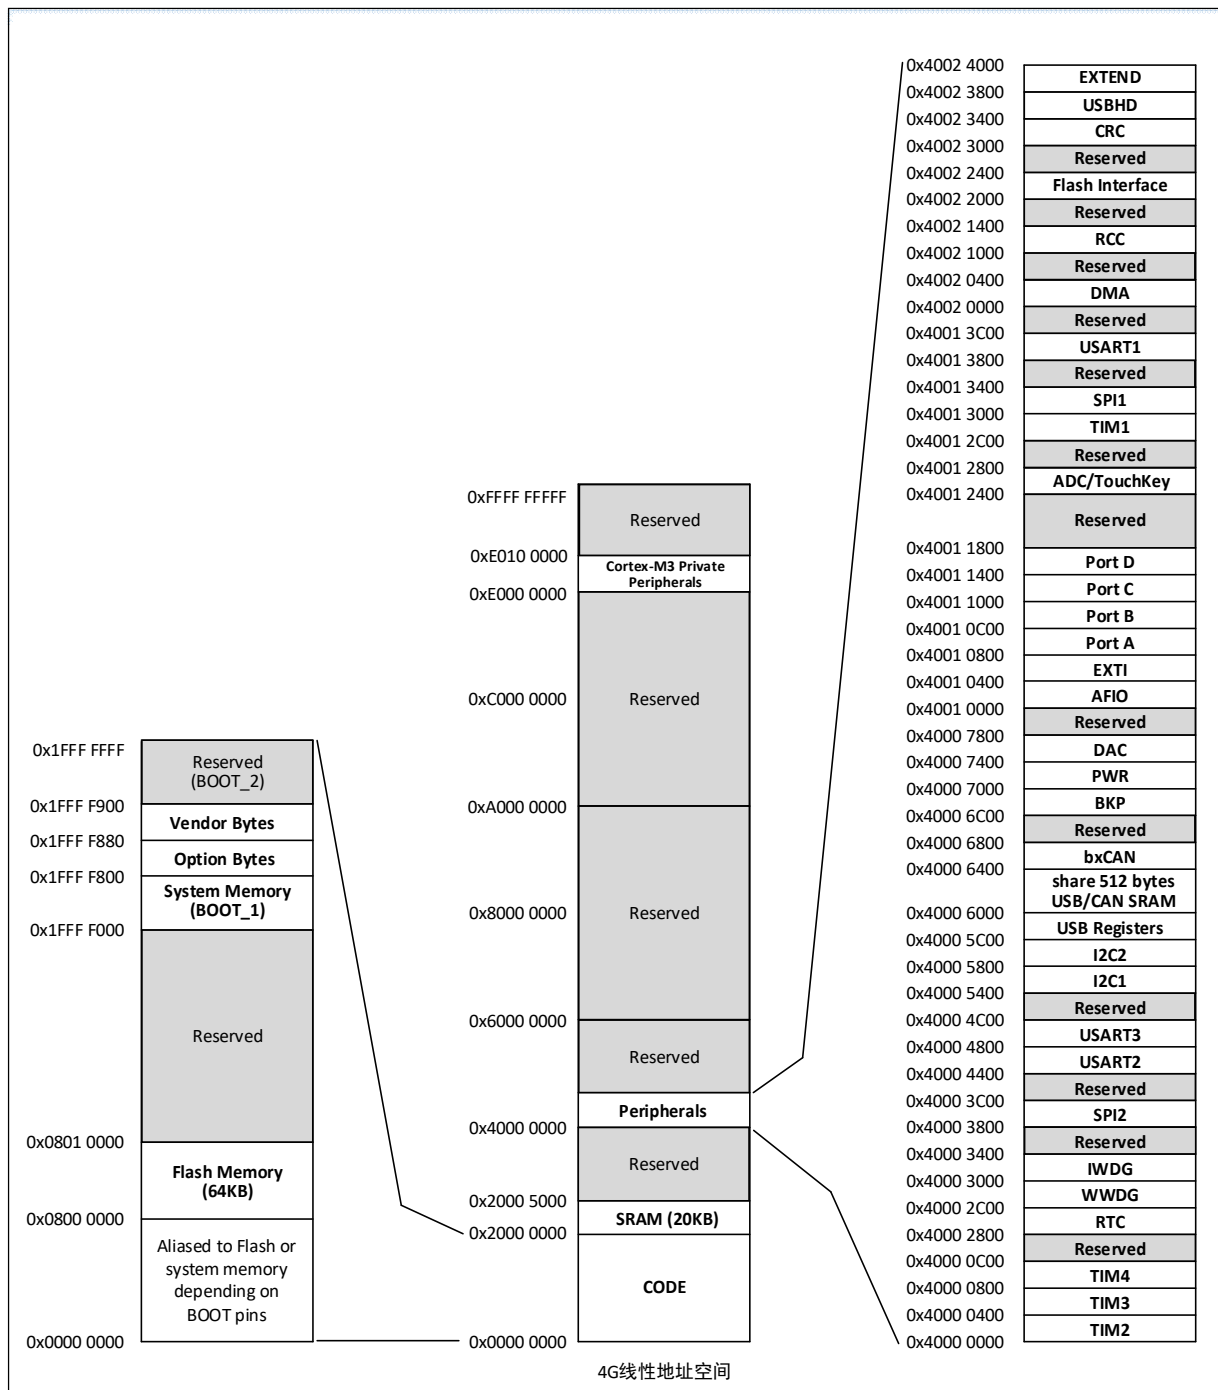 0x1FFF FFFF
Reserved
(BOOT_2)
0x1FFF F900
Vendor Bytes
0x1FFF F880
Option Bytes
0x1FFF F800
System Memory
(BOOT_1)
0x1FFF F000
Reserved
0x0801 0000
Flash Memory
(64KB)
0x0800 0000
Aliased to Flash or
system memory
depending on
BOOT pins
0x0000 0000
0xFFFF FFFFF
Reserved
0xE010 0000
Cortex-M3 Private
Peripherals
0xE000 0000
Reserved
0xC000 0000
0xA000 0000
Reserved
0x8000 0000
0x6000 0000
Reserved
Peripherals
0x4000 0000
Reserved
0x2000 5000
SRAM (20KB)
0x2000 0000
CODE
0x0000 0000
4G线性地址空间
0x4002 4000
EXTEND
0x4002 3800
USBHD
0x4002 3400
CRC
0x4002 3000
Reserved
0x4002 2400
Flash Interface
0x4002 2000
Reserved
0x4002 1400
RCC
0x4002 1000
Reserved
0x4002 0400
DMA
0x4002 0000
Reserved
0x4001 3C00
USART1
0x4001 3800
Reserved
0x4001 3400
SPI1
0x4001 3000
TIM1
0x4001 2C00
Reserved
0x4001 2800
ADC/TouchKey
0x4001 2400
Reserved
0x4001 1800
Port D
0x4001 1400
Port C
0x4001 1000
Port B
0x4001 0C00
Port A
0x4001 0800
EXTI
0x4001 0400
AFIO
0x4001 0000
Reserved
0x4000 7800
DAC
0x4000 7400
PWR
0x4000 7000
BKP
0x4000 6C00
Reserved
0x4000 6800
bxCAN
0x4000 6400
share 512 bytes
USB/CAN SRAM
0x4000 6000
USB Registers
0x4000 5C00
I2C2
0x4000 5800
I2C1
0x4000 5400
Reserved
0x4000 4C00
USART3
0x4000 4800
USART2
0x4000 4400
Reserved
0x4000 3C00
SPI2
0x4000 3800
Reserved
0x4000 3400
IWDG
0x4000 3000
WWDG
0x4000 2C00
RTC
0x4000 2800
Reserved
0x4000 0C00
TIM4
0x4000 0800
TIM3
0x4000 0400
TIM2
0x4000 0000